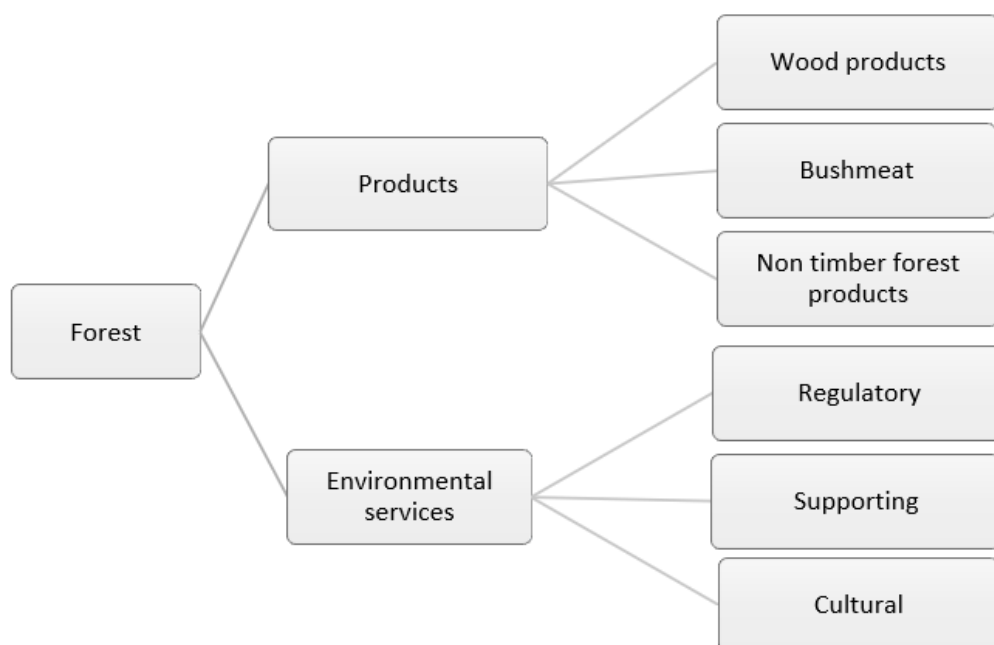 Wood products
Products
Bushmeat
Non timber forest
products
Forest
Regulatory
Environmental
services
Supporting
Cultural